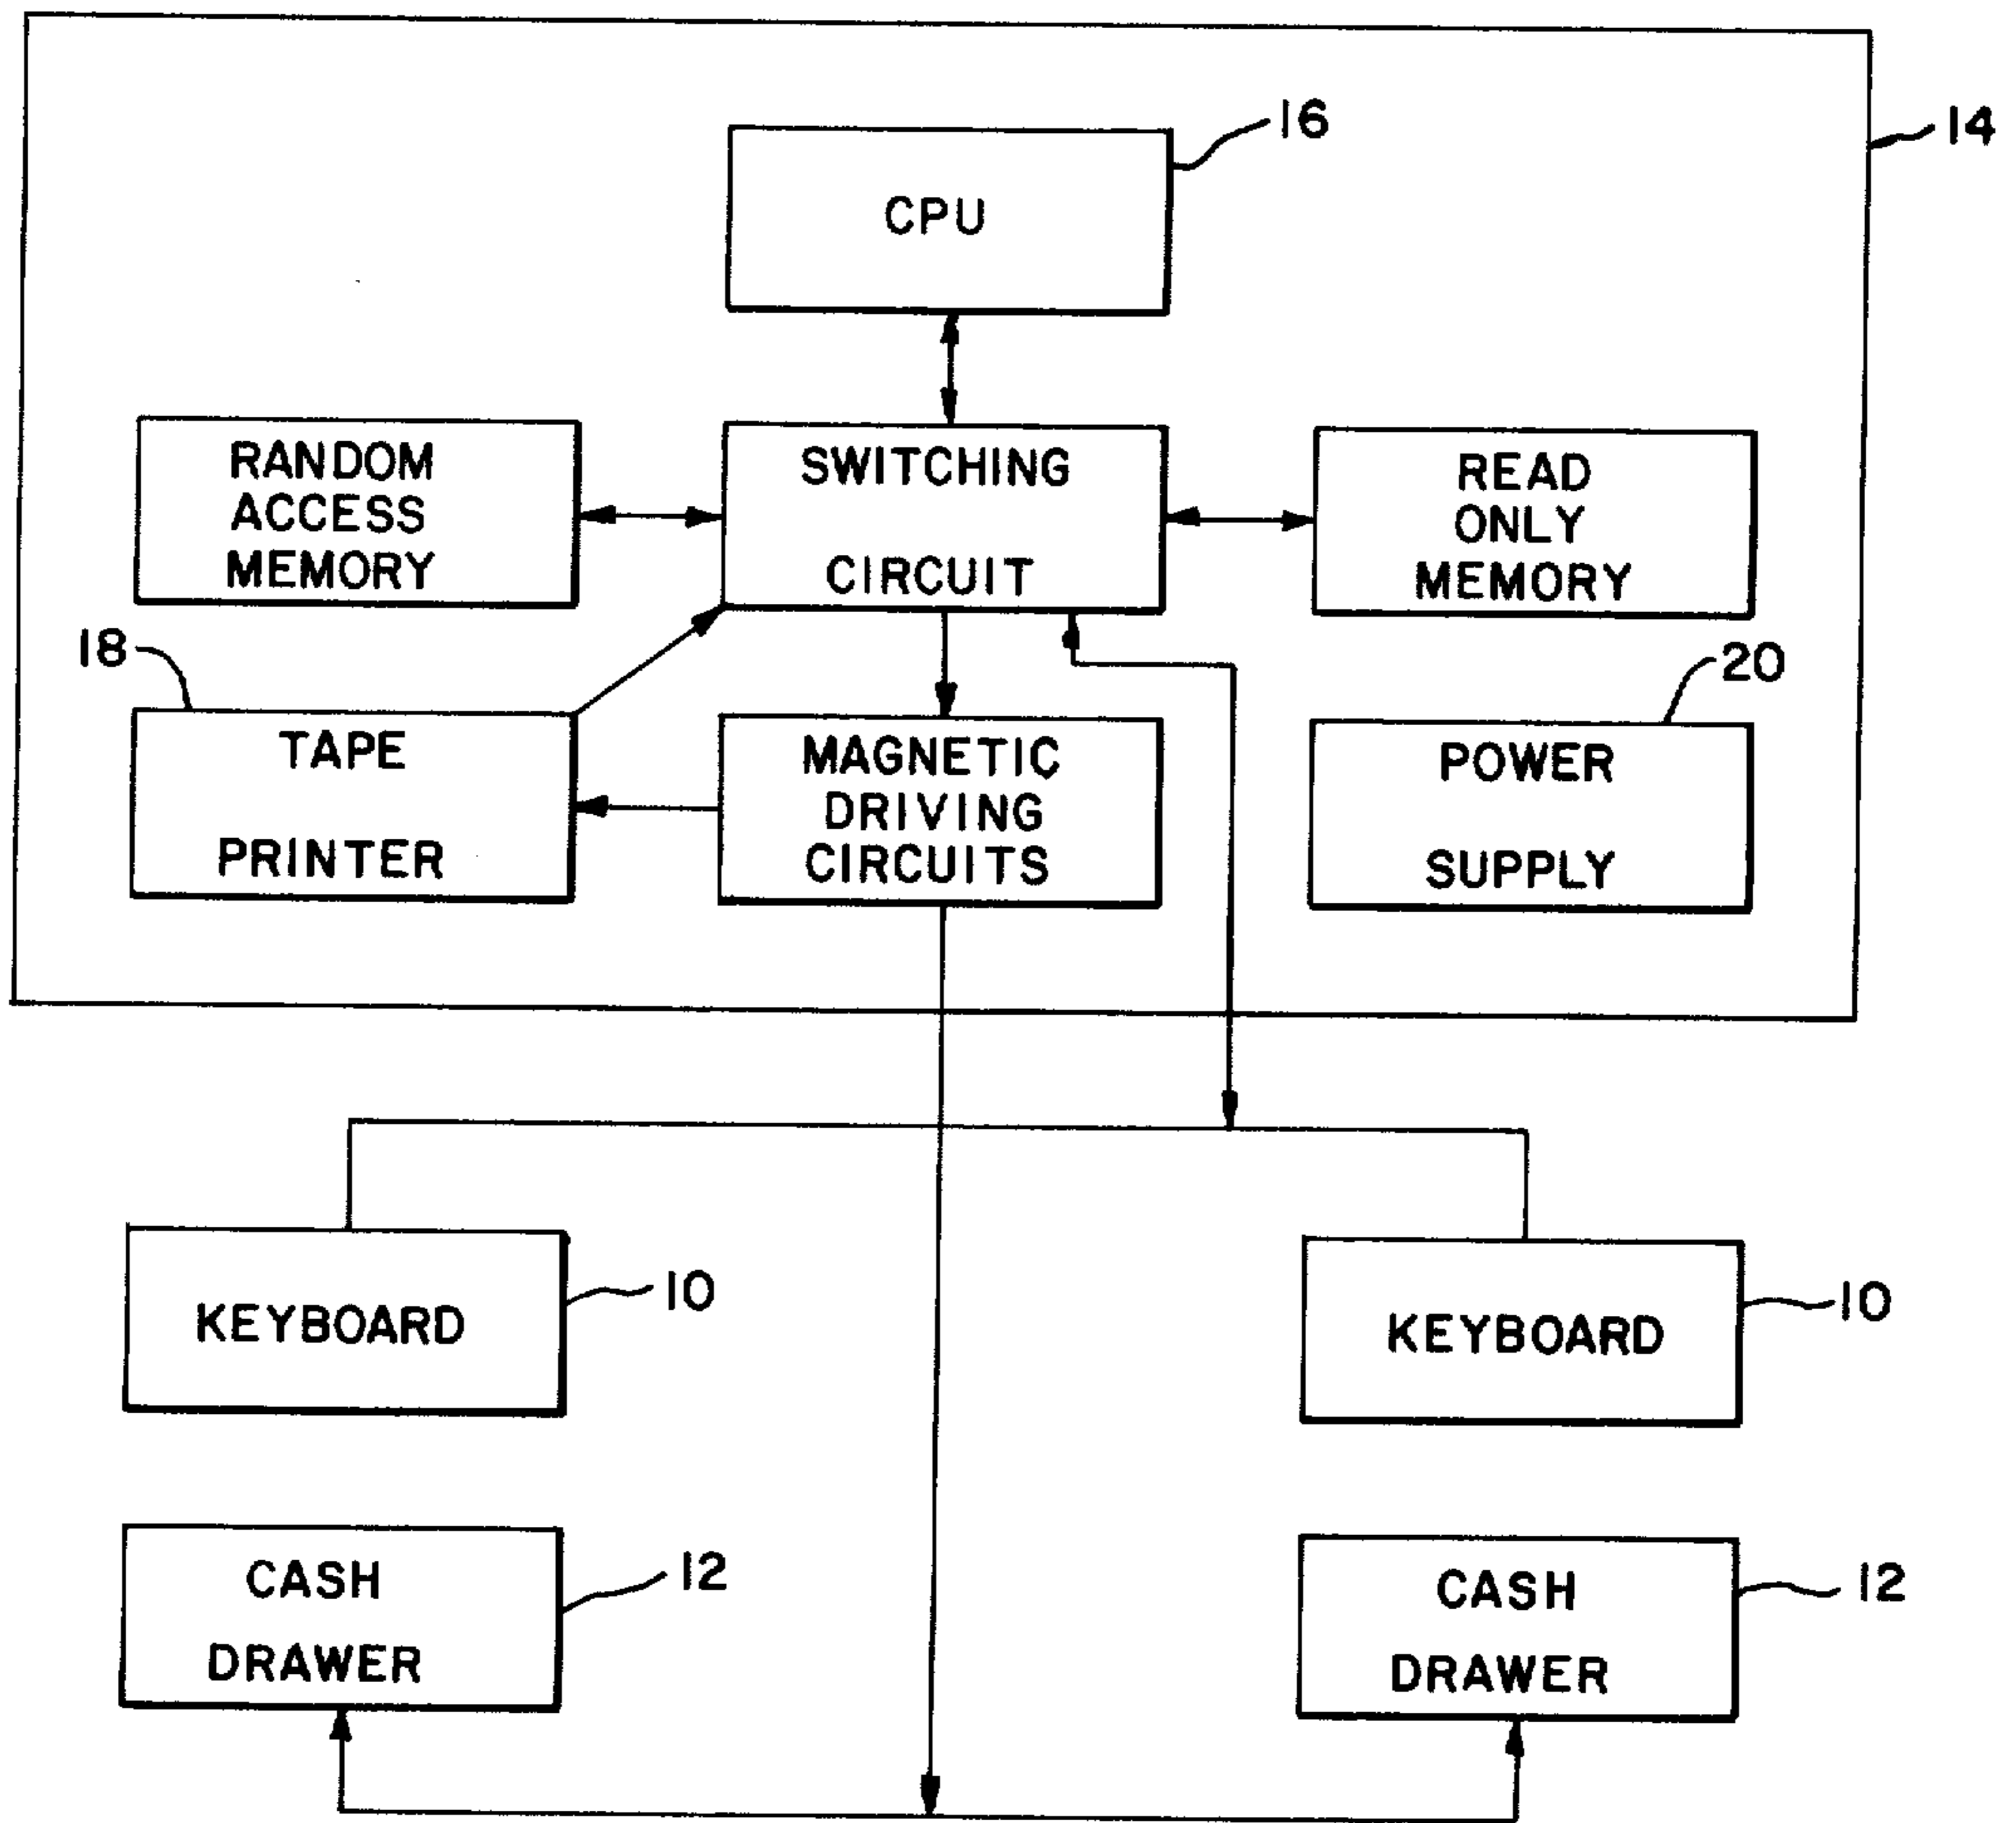 16
14
CPU
RANDOM
ACCESS
MEMORY
SWITCHING
CIRCUIT
READ
ONLY
MEMORY
18
20
TAPE
PRINTER
MAGNETIC
DRIVING
CIRCUITS
POWER
SUPPLY
KEYBOARD
10
KEYBOARD
10
CASH
DRAWER
12
CASH
DRAWER
12